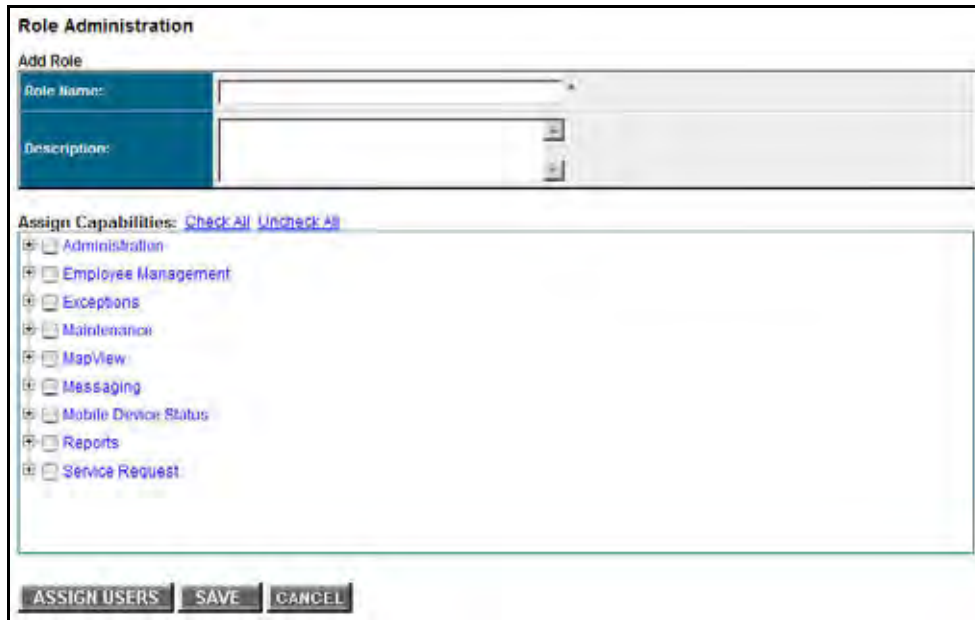 Role Administration
Add Role
Role Name:
*
Description:
Assign Capabilities: Check All Uncheck All
Administration
Employee Management
Exceptions
Maintenance
MapView
Messaging
Mobile Device Status
Reports
Service Request
ASSIGN USERS SAVE CANCEL